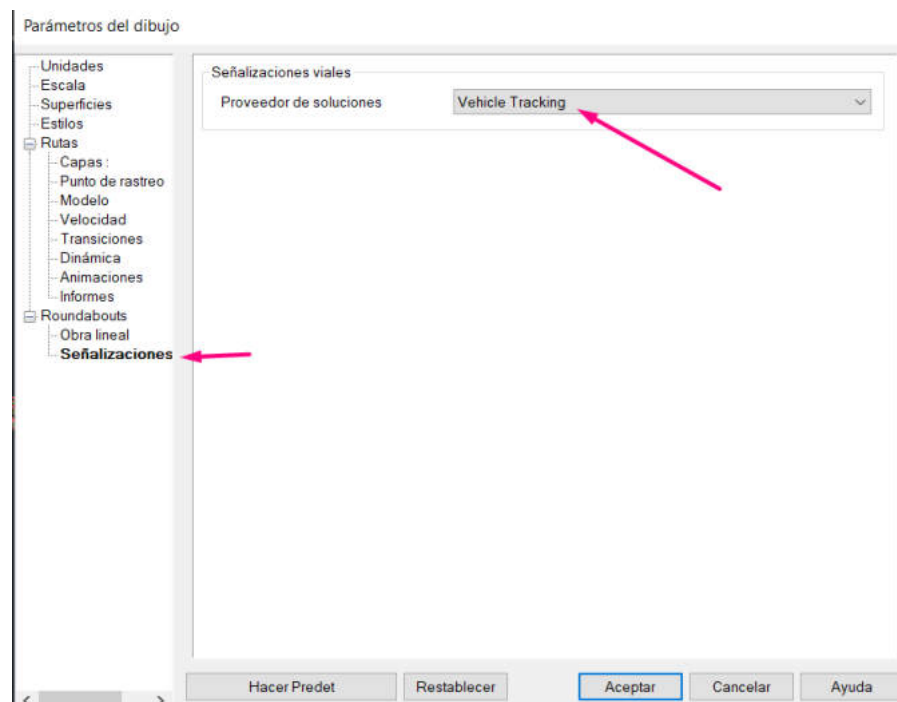 Parámetros del dibujo
Unidades
Escala
Superficies
Estilos
Rutas
Capas :
Punto de rastreo
Modelo
Velocidad
Transiciones
Dinámica
Animaciones
Informes
Roundabouts
Obra lineal
Señalizaciones
Señalizaciones viales
Proveedor de soluciones Vehicle Tracking
Hacer Predet Restablecer Aceptar Cancelar Ayuda